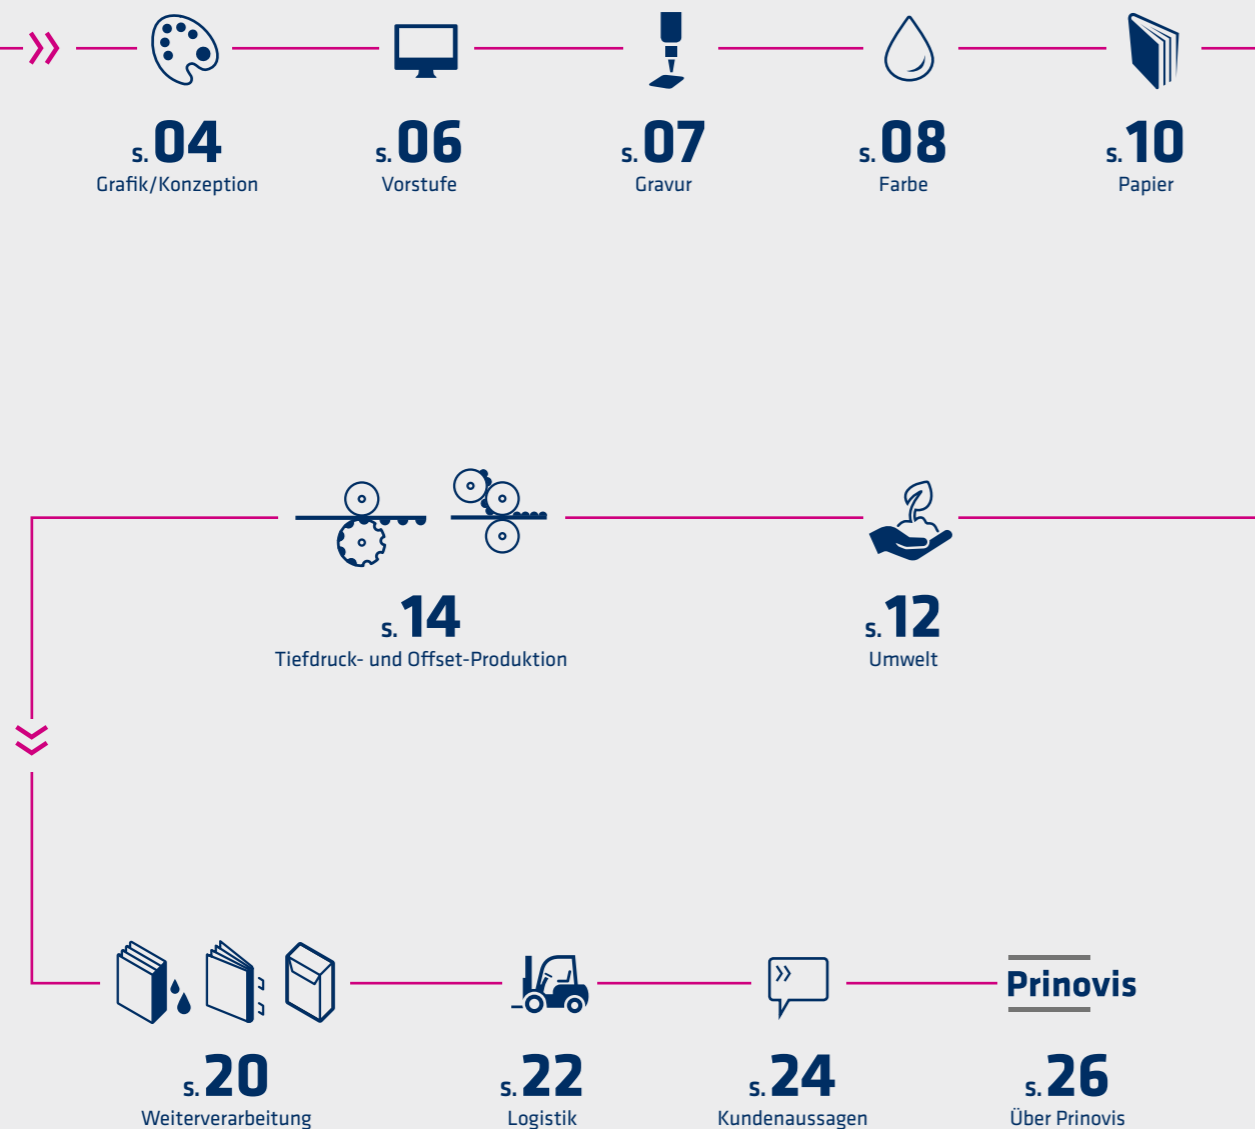 s. 04
Grafik/Konzeption
s. 06
Vorstufe
s. 07
Gravur
s. 08
Farbe
s. 10
Papier
s. 14
Tiefdruck- und Offset-Produktion
s. 12
Umwelt
Prinovis
s. 20
Weiterverarbeitung
s. 22
Logistik
s. 24
Kundenaussagen
s. 26
Über Prinovis